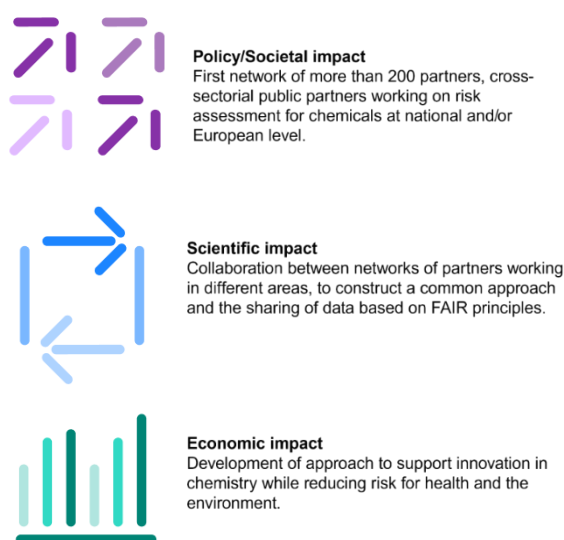 Policy/Societal impact
First network of more than 200 partners, cross-
sectorial public partners working on risk
assessment for chemicals at national and/or
European level.
Scientific impact
Collaboration between networks of partners working
in different areas, to construct a common approach
and the sharing of data based on FAIR principles.
Economic impact
Development of approach to support innovation in
chemistry while reducing risk for health and the
environment.